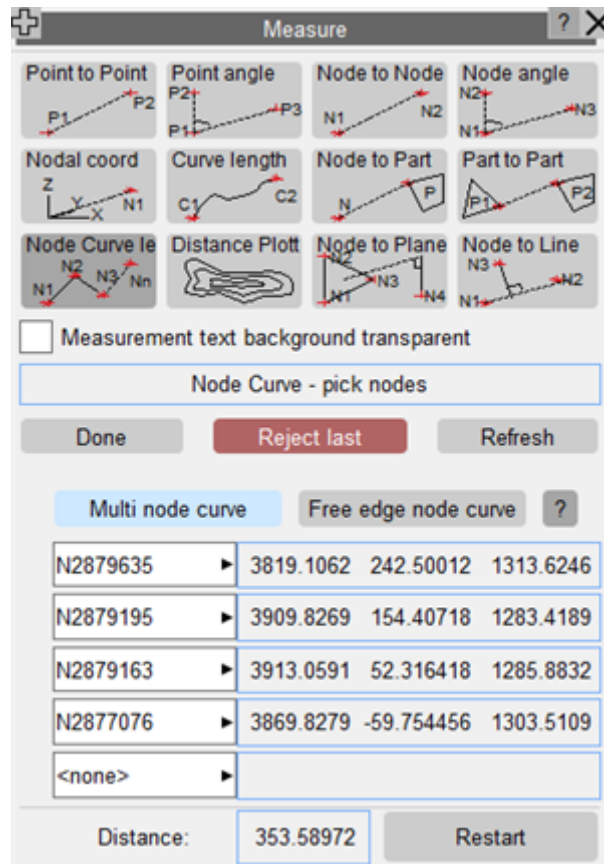 Measure ?
Point to Point Point angle Node to Node Node angle
P1 P2 P2 P1 P3 N1 N2 N2 N1 N3
Nodal coord Curve length Node to Part Part to Part
Z Y X N1 C1 C2 N P P1 P2
Node Curve le Distance Plott Node to Plane Node to Line
N1 N2 N3 Nn N2 N1 N3 N4 N3 N1 N2
Measurement text background transparent
Node Curve - pick nodes
Done Reject last Refresh
Multi node curve Free edge node curve ?
N2879635 3819.1062 242.50012 1313.6246
N2879195 3909.8269 154.40718 1283.4189
N2879163 3913.0591 52.316418 1285.8832
N2877076 3869.8279 -59.754456 1303.5109
<none>
Distance: 353.58972 Restart